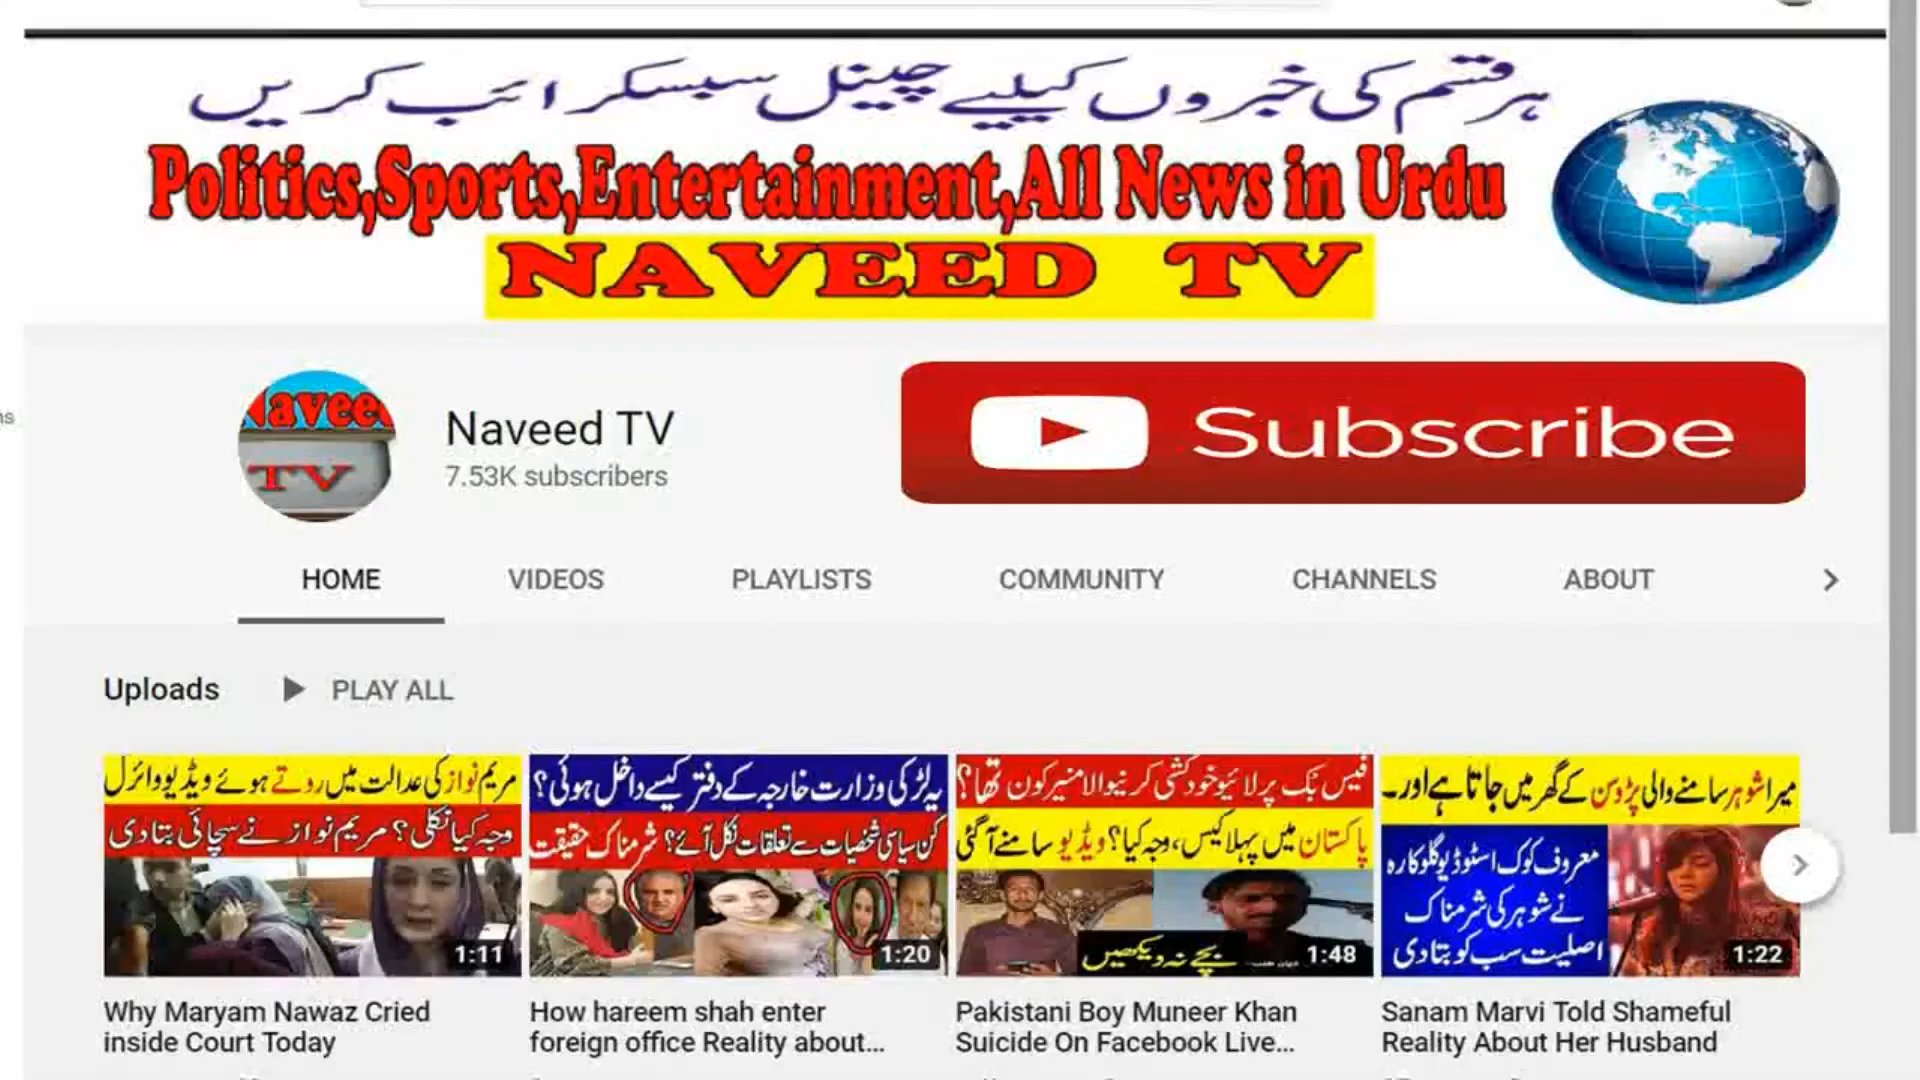 ہر قسم کی خبروں کیلیے چینل سبسکرائب کریں
Politics,Sports,Entertainment,All News in Urdu
NAVEED TV
Naveed
TV
Naveed TV
7.53K subscribers
Subscribe
HOME VIDEOS PLAYLISTS COMMUNITY CHANNELS ABOUT
Uploads PLAY ALL
مریم نواز کی عدالت میں روتے ہوئے ویڈیو وائرل
وجہ کیا نکلی؟ مریم نواز نے سچائی بتا دی
1:11
یہ لڑکی وزارت خارجہ کے دفتر کیسے داخل ہوئی؟
کن سیاسی شخصیات سے تعلقات نکل آئے؟ شرمناک حقیقت
1:20
فیس بک پر لائیو خودکشی کرنیوالا منیر کون تھا؟
پاکستان میں پہلا کیس، وجہ کیا؟ ویڈیو سامنے آگئی
بچے نہ دیکھیں
1:48
میرا شوہر سامنے والی پڑوسن کے گھر میں جاتا ہے اور۔۔
معروف کوک اسٹوڈیو گلوکارہ
نے شوہر کی شرمناک
اصلیت سب کو بتا دی
1:22
Why Maryam Nawaz Cried
inside Court Today
How hareem shah enter
foreign office Reality about...
Pakistani Boy Muneer Khan
Suicide On Facebook Live...
Sanam Marvi Told Shameful
Reality About Her Husband